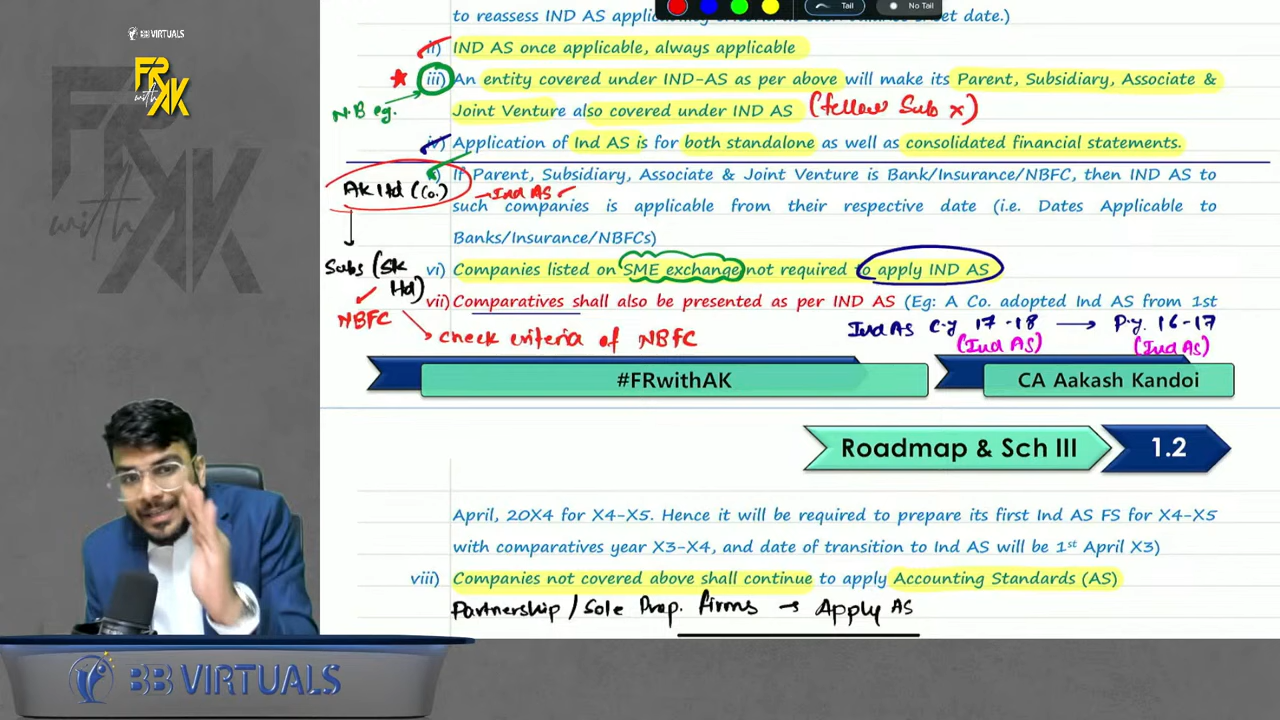 Tail
No Tail
BB VIRTUALS
FR
with
AK
to reassess IND AS date.)
ii) IND AS once applicable, always applicable
iii) An entity covered under IND-AS as per above will make its Parent, Subsidiary, Associate &
N.B eg.
Joint Venture also covered under IND AS (fellow Sub x)
iv) Application of Ind AS is for both standalone as well as consolidated financial statements.
If Parent, Subsidiary, Associate & Joint Venture is Bank/Insurance/NBFC, then IND AS to
AK ltd (Co.) → Ind AS ✓
such companies is applicable from their respective date (i.e. Dates Applicable to
Banks/Insurance/NBFCs)
Subs (SK ltd)
vi) Companies listed on SME exchange not required to apply IND AS
vii) Comparatives shall also be presented as per IND AS (Eg: A Co. adopted Ind AS from 1st
NBFC
check criteria of NBFC
Ind AS C.y 17-18 → P.y. 16-17
(Ind AS) (Ind AS)
#FRwithAK
CA Aakash Kandoi
Roadmap & Sch III 1.2
April, 20X4 for X4-X5. Hence it will be required to prepare its first Ind AS FS for X4-X5
with comparatives year X3-X4, and date of transition to Ind AS will be 1st April X3)
viii) Companies not covered above shall continue to apply Accounting Standards (AS)
Partnership / Sole Prop. firms → Apply AS
BB VIRTUALS